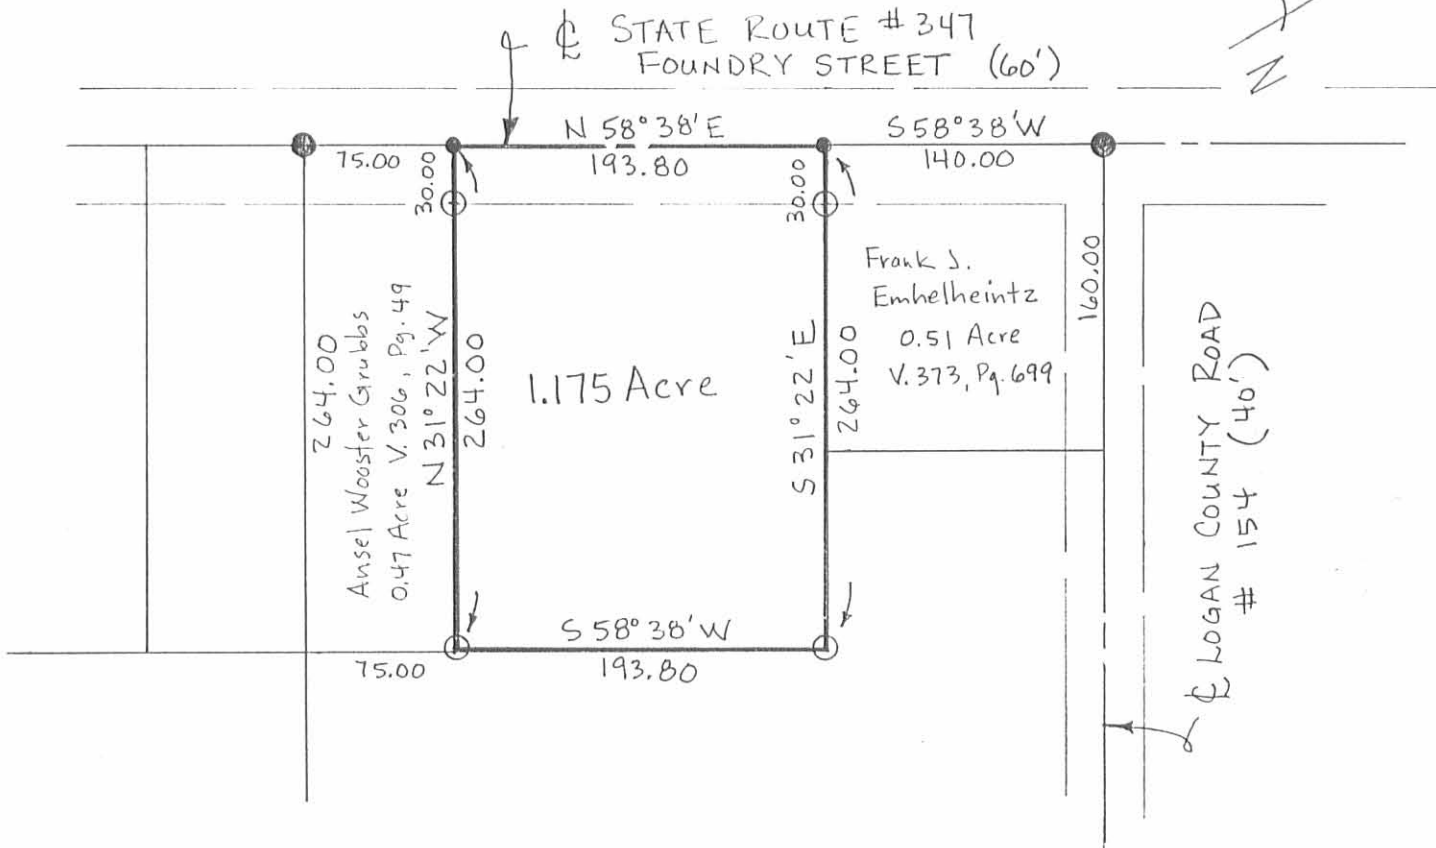 ℄ STATE ROUTE # 347
FOUNDRY STREET (60')
N
N 58° 38' E
S 58° 38' W
75.00
193.80
140.00
30.00
30.00
264.00
Ansel Wooster Grubbs
0.47 Acre V. 306, Pg. 49
N 31° 22' W
264.00
1.175 Acre
S 31° 22' E
264.00
Frank J.
Emhelheintz
0.51 Acre
V. 373, Pg. 699
160.00
℄ LOGAN COUNTY ROAD
# 154 (40')
S 58° 38' W
75.00
193.80